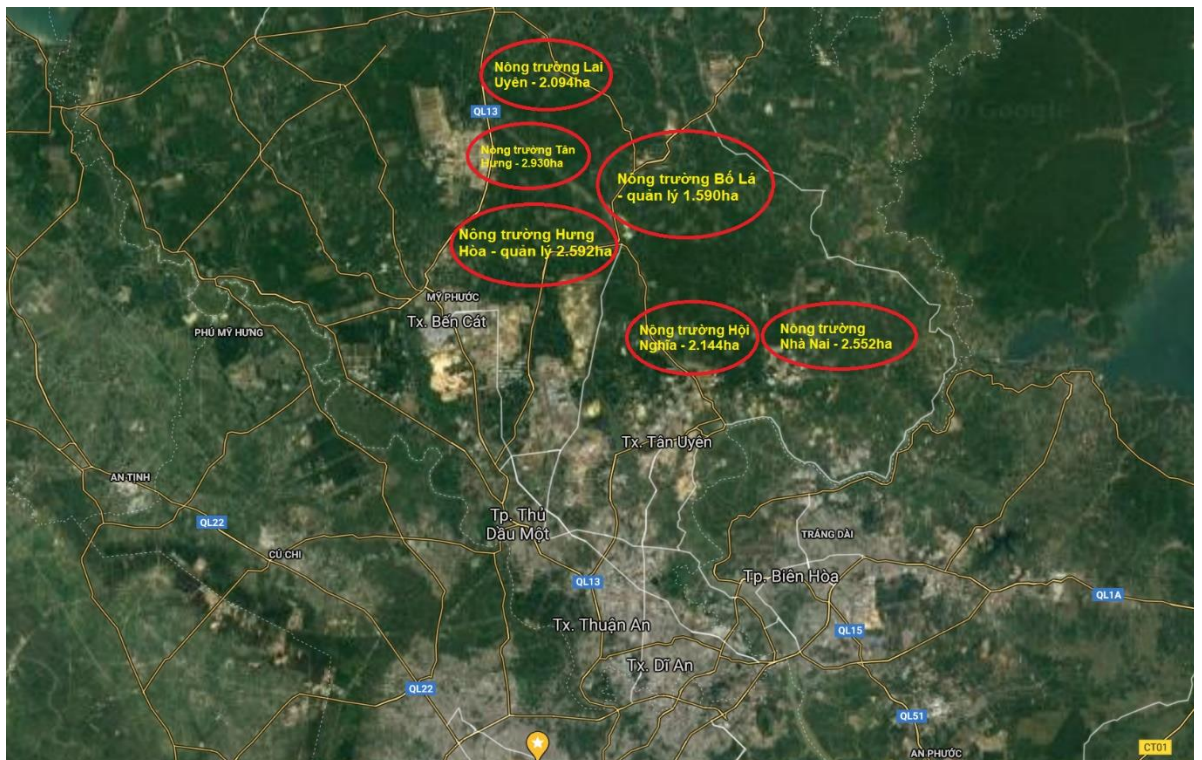 Nông trường Lai
Uyên - 2.094ha
QL13
Nông trường Tân
Hưng - 2.930ha
Nông trường Bố Lá
- quản lý 1.590ha
Nông trường Hưng
Hòa - quản lý 2.592ha
MỸ PHƯỚC
Tx. Bến Cát
PHÚ MỸ HƯNG
Nông trường Hội
Nghĩa - 2.144ha
Nông trường
Nhà Nai - 2.552ha
Tx. Tân Uyên
AN TỊNH
QL22
Tp. Thủ
Dầu Một
CỦ CHI
TRẢNG DÀI
Tp. Biên Hòa
QL13
QL1A
Tx. Thuận An
QL15
Tx. Dĩ An
QL22
QL51
AN PHƯỚC
CT01